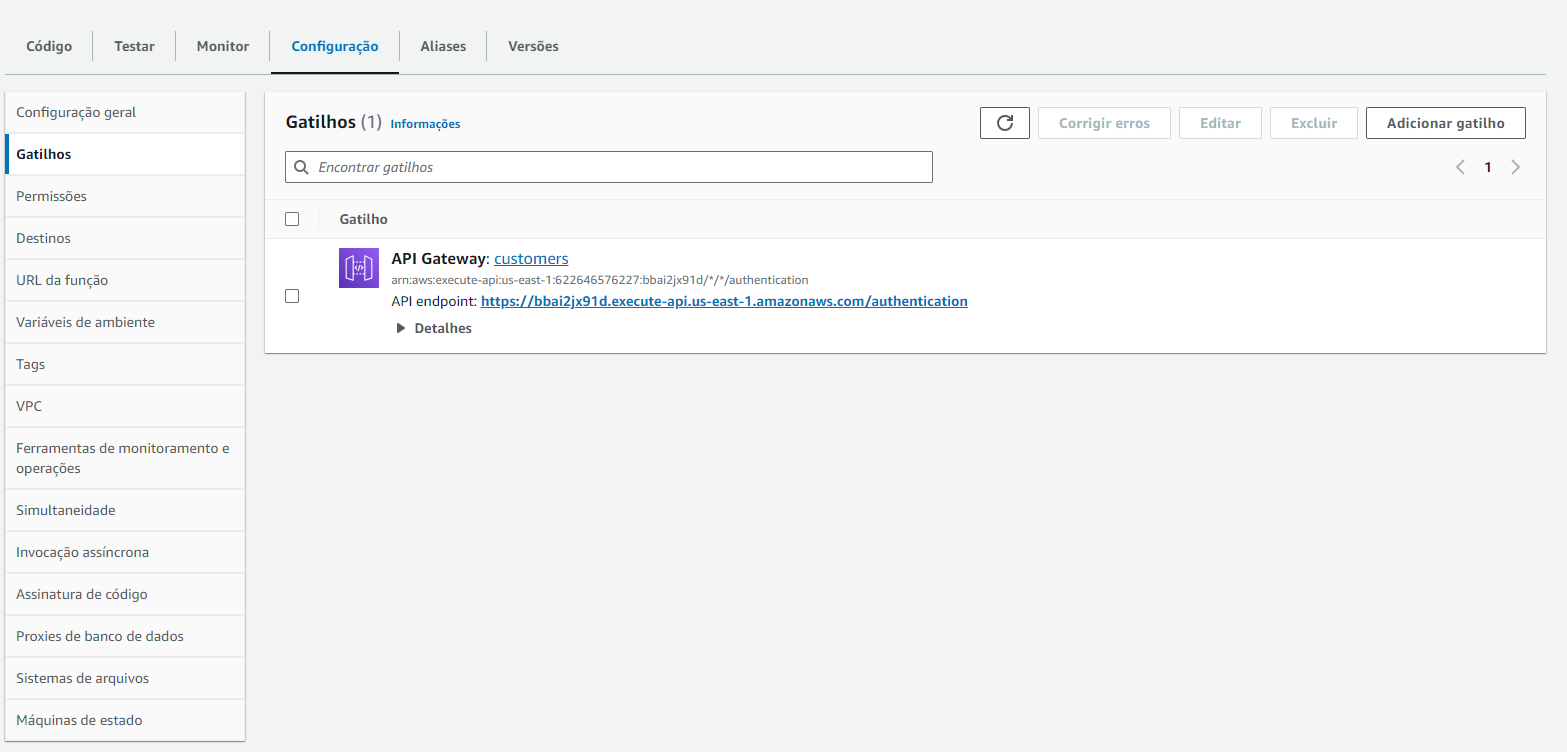 Código
Testar
Monitor
Configuração
Aliases
Versões
Configuração geral
Gatilhos
Permissões
Destinos
URL da função
Variáveis de ambiente
Tags
VPC
Ferramentas de monitoramento e
operações
Simultaneidade
Invocação assíncrona
Assinatura de código
Proxies de banco de dados
Sistemas de arquivos
Máquinas de estado
Gatilhos (1) Informações
Corrigir erros
Editar
Excluir
Adicionar gatilho
Encontrar gatilhos
1
Gatilho
API Gateway: customers
arn:aws:execute-api:us-east-1:622646576227:bbai2jx91d/*/*/authentication
API endpoint: https://bbai2jx91d.execute-api.us-east-1.amazonaws.com/authentication
Detalhes